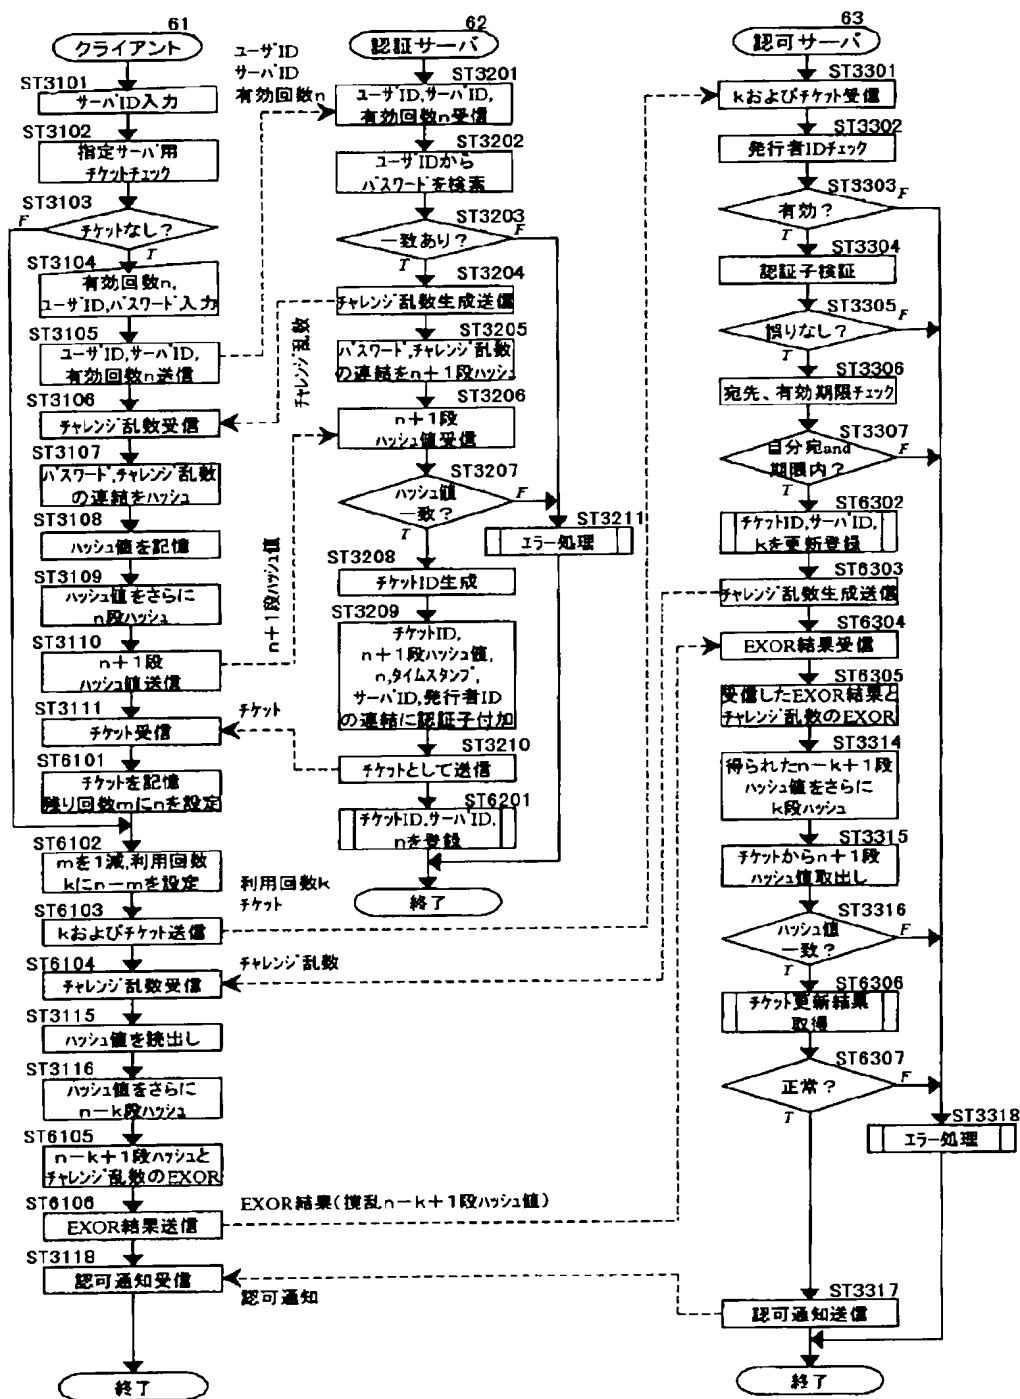 61
クライアント
ST3101
サーバID入力
ST3102
指定サーバ用
チケットチェック
ST3103
F
チケットなし?
T
ST3104
有効回数n,
ユーザID,パスワード入力
ST3105
ユーザID,サーバID,
有効回数n送信
ST3106
チャレンジ乱数受信
ST3107
パスワード,チャレンジ乱数
の連結をハッシュ
ST3108
ハッシュ値を記憶
ST3109
ハッシュ値をさらに
n段ハッシュ
ST3110
n+1段
ハッシュ値送信
ST3111
チケット受信
ST6101
チケットを記憶
残り回数mにnを設定
ST6102
mを1減,利用回数
kにn-mを設定
ST6103
kおよびチケット送信
ST6104
チャレンジ乱数受信
ST3115
ハッシュ値を読出し
ST3116
ハッシュ値をさらに
n-k段ハッシュ
ST6105
n-k+1段ハッシュと
チャレンジ乱数のEXOR
ST6106
EXOR結果送信
ST3118
認可通知受信
終了
ユーザID
サーバID
有効回数n
チャレンジ乱数
n+1段ハッシュ値
チケット
利用回数k
チケット
チャレンジ乱数
EXOR結果(撹乱n-k+1段ハッシュ値)
認可通知
62
認証サーバ
ST3201
ユーザID,サーバID,
有効回数n受信
ST3202
ユーザIDから
パスワードを検索
ST3203
一致あり?
F
T
ST3204
チャレンジ乱数生成送信
ST3205
パスワード,チャレンジ乱数
の連結をn+1段ハッシュ
ST3206
n+1段
ハッシュ値受信
ST3207
ハッシュ値
一致?
F
T
ST3211
エラー処理
ST3208
チケットID生成
ST3209
チケットID,
n+1段ハッシュ値,
n,タイムスタンプ,
サーバID,発行者ID
の連結に認証子付加
ST3210
チケットとして送信
ST6201
チケットID,サーバID,
nを登録
終了
63
認可サーバ
ST3301
kおよびチケット受信
ST3302
発行者IDチェック
ST3303
有効?
F
T
ST3304
認証子検証
ST3305
誤りなし?
F
T
ST3306
宛先、有効期限チェック
ST3307
自分宛and
期限内?
F
T
ST6302
チケットID,サーバID,
kを更新登録
ST6303
チャレンジ乱数生成送信
ST6304
EXOR結果受信
ST6305
受信したEXOR結果と
チャレンジ乱数のEXOR
ST3314
得られたn-k+1段
ハッシュ値をさらに
k段ハッシュ
ST3315
チケットからn+1段
ハッシュ値取出し
ST3316
ハッシュ値
一致?
F
T
ST6306
チケット更新結果
取得
ST6307
正常?
F
T
ST3318
エラー処理
ST3317
認可通知送信
終了